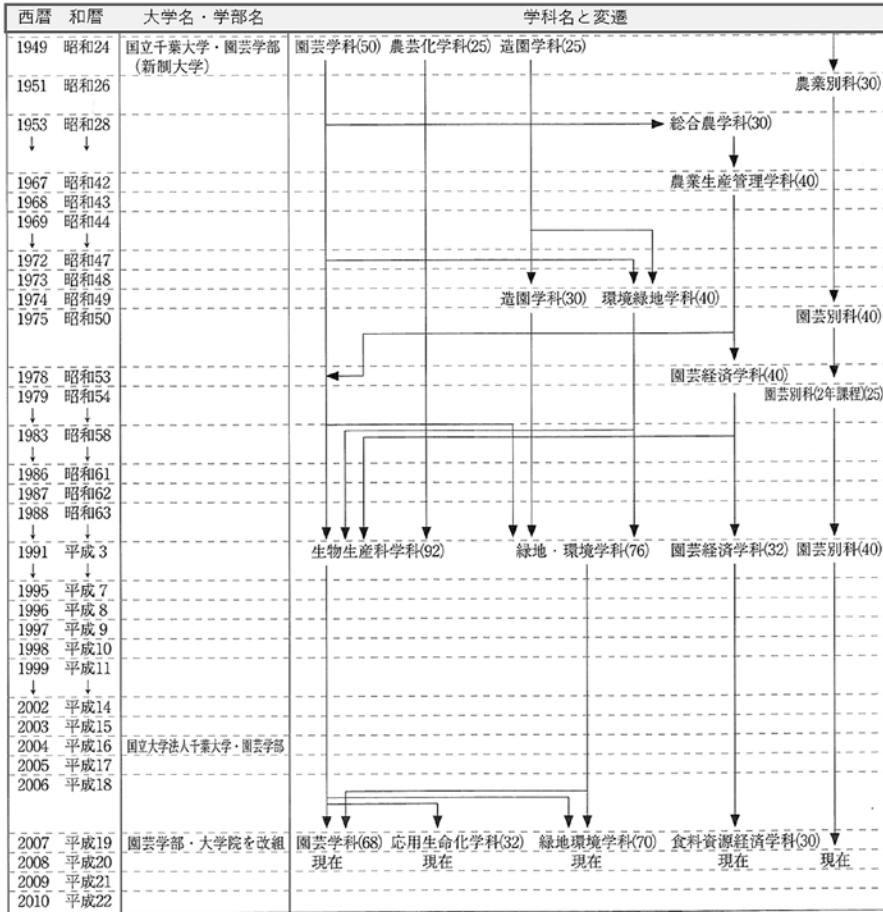 西暦 和暦 大学名・学部名 学科名と変遷
1949 昭和24 国立千葉大学・園芸学部 園芸学科(50) 農芸化学科(25) 造園学科(25)
(新制大学)
1951 昭和26 農業別科(30)
1953 昭和28 総合農学科(30)
↓ ↓
1967 昭和42 農業生産管理学科(40)
1968 昭和43
1969 昭和44
↓ ↓
1972 昭和47
1973 昭和48
1974 昭和49 造園学科(30) 環境緑地学科(40)
1975 昭和50 園芸別科(40)
1978 昭和53 園芸経済学科(40)
1979 昭和54 園芸別科(2年課程)(25)
↓ ↓
1983 昭和58
↓ ↓
1986 昭和61
1987 昭和62
1988 昭和63
↓ ↓
1991 平成3 生物生産科学科(92) 緑地・環境学科(76) 園芸経済学科(32) 園芸別科(40)
↓ ↓
1995 平成7
1996 平成8
1997 平成9
1998 平成10
1999 平成11
↓ ↓
2002 平成14
2003 平成15
2004 平成16 国立大学法人千葉大学・園芸学部
2005 平成17
2006 平成18
2007 平成19 園芸学部・大学院を改組 園芸学科(68) 応用生命化学科(32) 緑地環境学科(70) 食料資源経済学科(30) 現在
2008 平成20 現在 現在 現在 現在
2009 平成21
2010 平成22